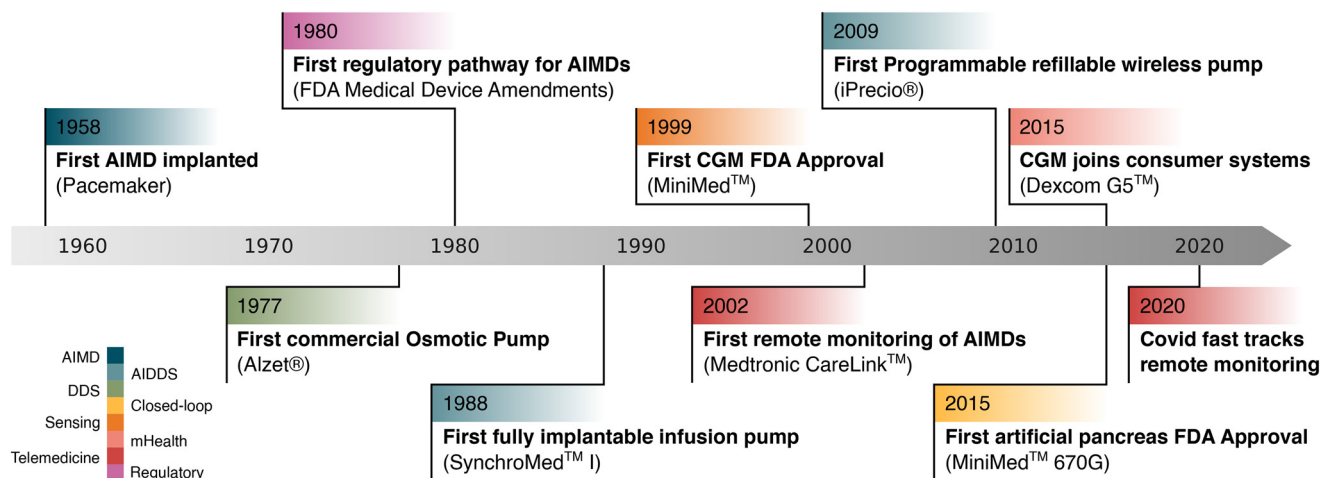 1980
First regulatory pathway for AIMDs
(FDA Medical Device Amendments)
2009
First Programmable refillable wireless pump
(iPrecio®)
1958
First AIMD implanted
(Pacemaker)
1999
First CGM FDA Approval
(MiniMed™)
2015
CGM joins consumer systems
(Dexcom G5™)
1960 1970 1980 1990 2000 2010 2020
1977
First commercial Osmotic Pump
(Alzet®)
2002
First remote monitoring of AIMDs
(Medtronic CareLink™)
2020
Covid fast tracks
remote monitoring
1988
First fully implantable infusion pump
(SynchroMed™ I)
2015
First artificial pancreas FDA Approval
(MiniMed™ 670G)
AIMD
AIDDS
DDS
Closed-loop
Sensing
mHealth
Telemedicine
Regulatory